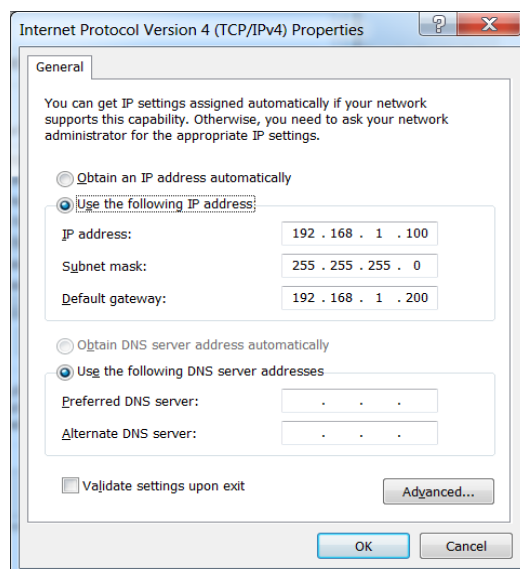 Internet Protocol Version 4 (TCP/IPv4) Properties
? X
General
You can get IP settings assigned automatically if your network
supports this capability. Otherwise, you need to ask your network
administrator for the appropriate IP settings.
Obtain an IP address automatically
Use the following IP address:
IP address: 192 . 168 . 1 . 100
Subnet mask: 255 . 255 . 255 . 0
Default gateway: 192 . 168 . 1 . 200
Obtain DNS server address automatically
Use the following DNS server addresses
Preferred DNS server: . . .
Alternate DNS server: . . .
Validate settings upon exit
Advanced...
OK Cancel